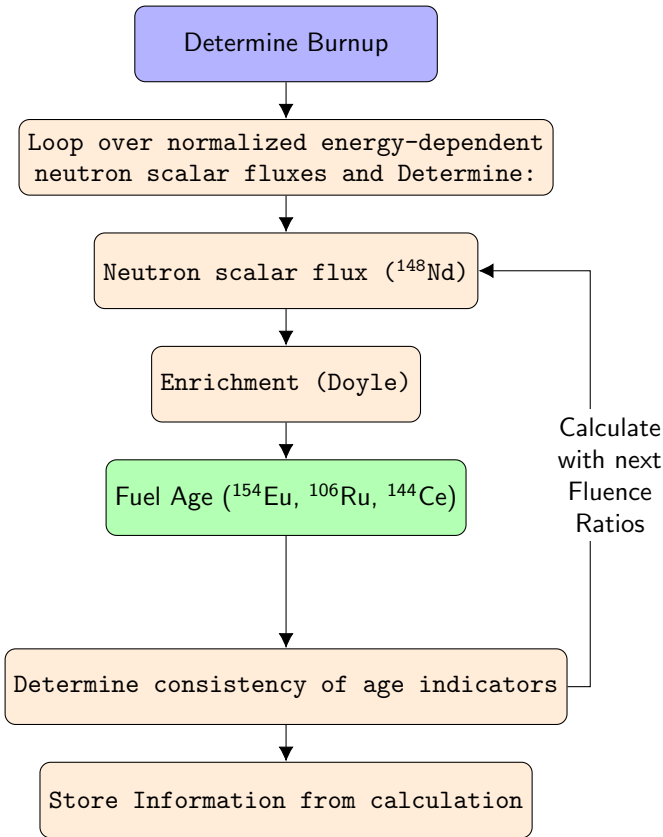 Determine Burnup
Loop over normalized energy-dependent
neutron scalar fluxes and Determine:
Neutron scalar flux (¹⁴⁸Nd)
Enrichment (Doyle)
Fuel Age (¹⁵⁴Eu, ¹⁰⁶Ru, ¹⁴⁴Ce)
Calculate
with next
Fluence
Ratios
Determine consistency of age indicators
Store Information from calculation